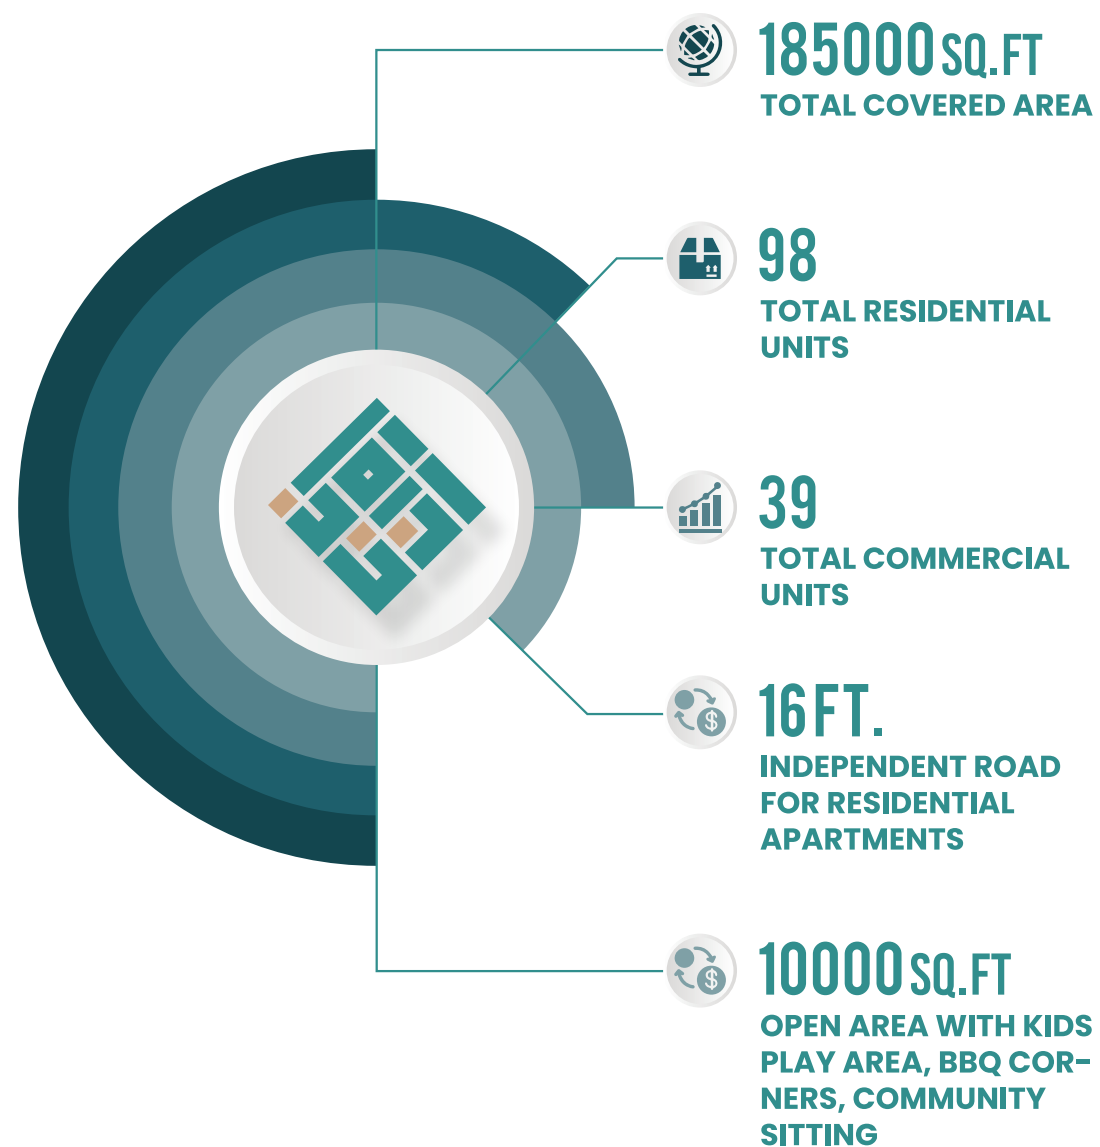 185000 SQ.FT
TOTAL COVERED AREA
98
TOTAL RESIDENTIAL
UNITS
39
TOTAL COMMERCIAL
UNITS
16 FT.
INDEPENDENT ROAD
FOR RESIDENTIAL
APARTMENTS
10000 SQ.FT
OPEN AREA WITH KIDS
PLAY AREA, BBQ COR-
NERS, COMMUNITY
SITTING